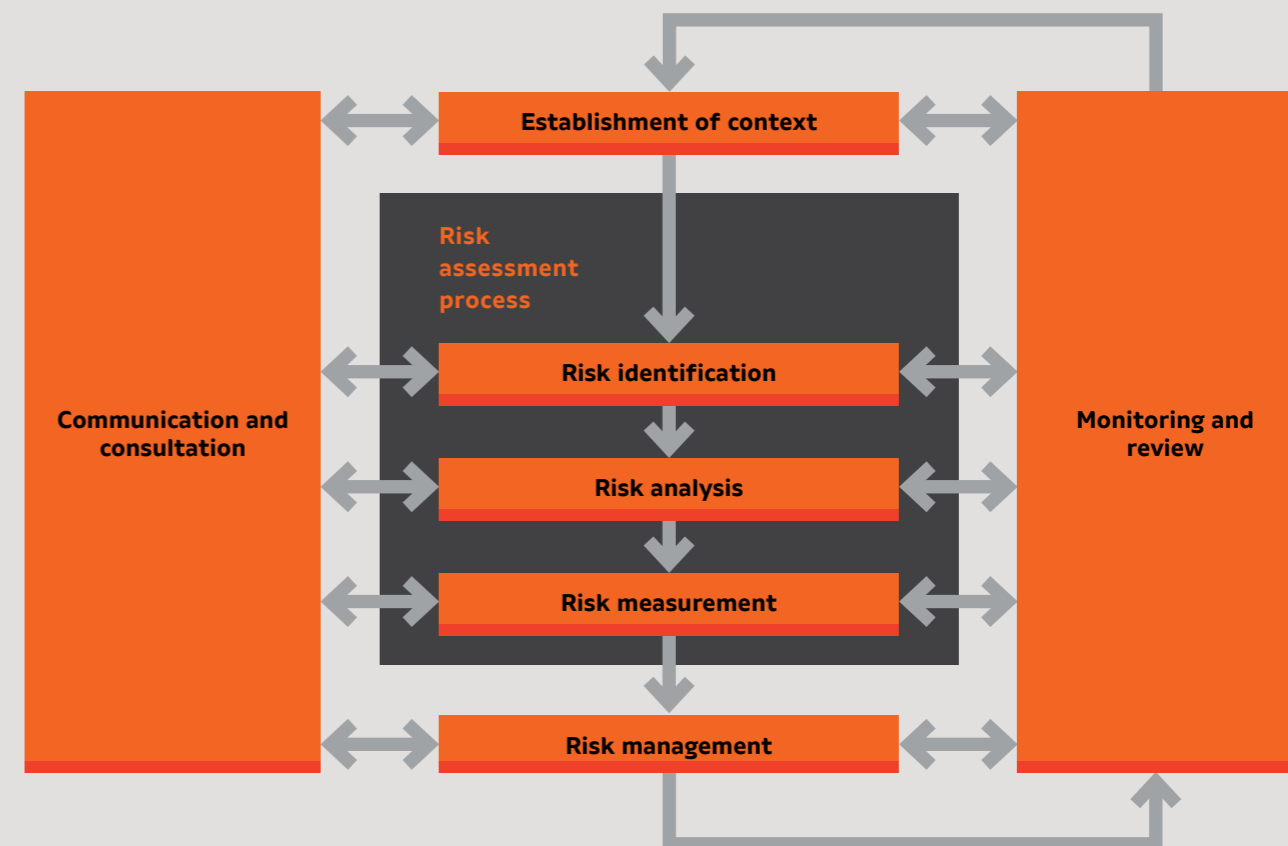 Establishment of context
Risk
assessment
process
Risk identification
Communication and
consultation
Monitoring and
review
Risk analysis
Risk measurement
Risk management